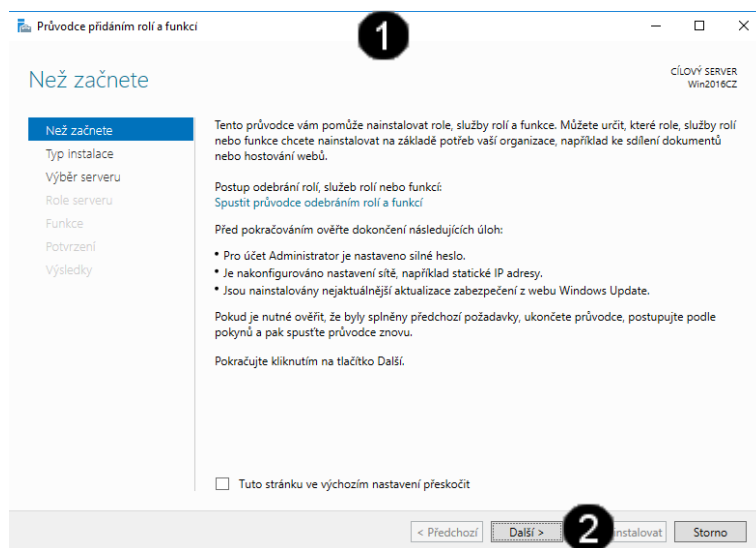 Průvodce přidáním rolí a funkcí
1
Než začnete
CÍLOVÝ SERVER
Win2016CZ
Než začnete
Typ instalace
Výběr serveru
Role serveru
Funkce
Potvrzení
Výsledky
Tento průvodce vám pomůže nainstalovat role, služby rolí a funkce. Můžete určit, které role, služby rolí
nebo funkce chcete nainstalovat na základě potřeb vaší organizace, například ke sdílení dokumentů
nebo hostování webů.
Postup odebrání rolí, služeb rolí nebo funkcí:
Spustit průvodce odebráním rolí a funkcí
Před pokračováním ověřte dokončení následujících úloh:
• Pro účet Administrator je nastaveno silné heslo.
• Je nakonfigurováno nastavení sítě, například statické IP adresy.
• Jsou nainstalovány nejaktuálnější aktualizace zabezpečení z webu Windows Update.
Pokud je nutné ověřit, že byly splněny předchozí požadavky, ukončete průvodce, postupujte podle
pokynů a pak spusťte průvodce znovu.
Pokračujte kliknutím na tlačítko Další.
Tuto stránku ve výchozím nastavení přeskočit
< Předchozí
Další >
2
nstalovat
Storno